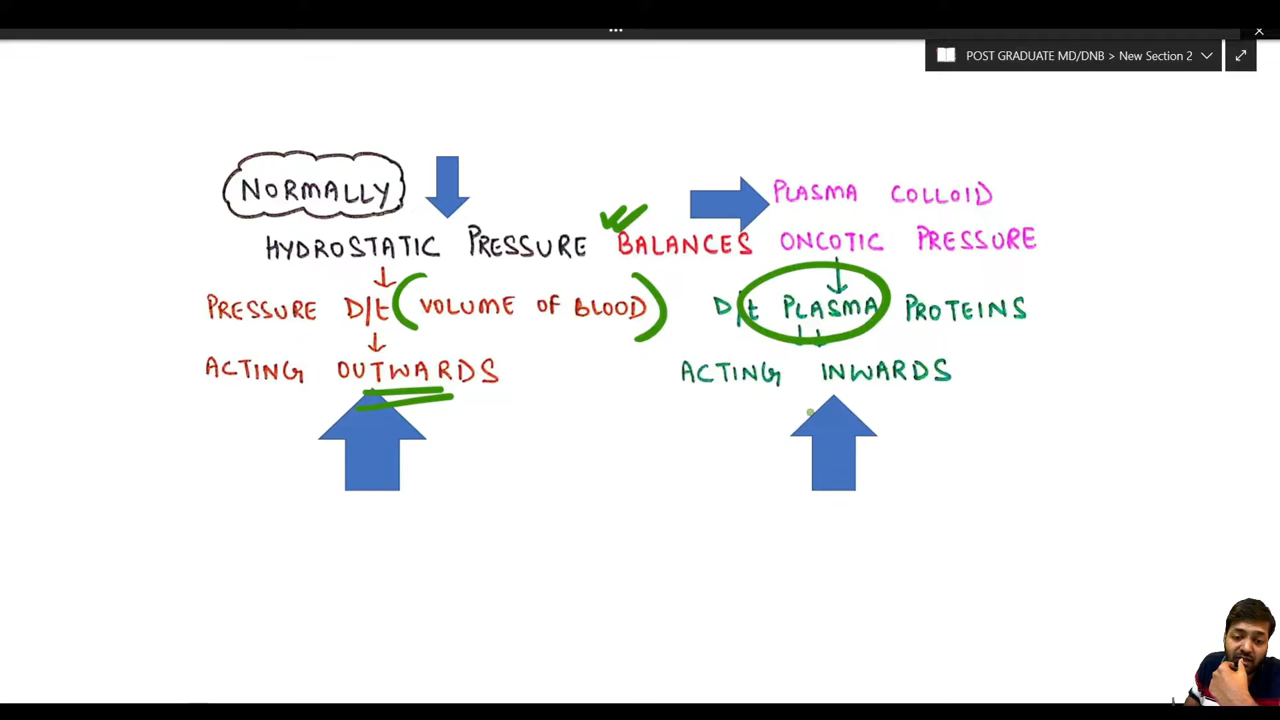 POST GRADUATE MD/DNB > New Section 2
NORMALLY
PLASMA COLLOID
HYDROSTATIC PRESSURE BALANCES ONCOTIC PRESSURE
PRESSURE D/t (VOLUME OF BLOOD) D/t PLASMA PROTEINS
ACTING OUTWARDS ACTING INWARDS